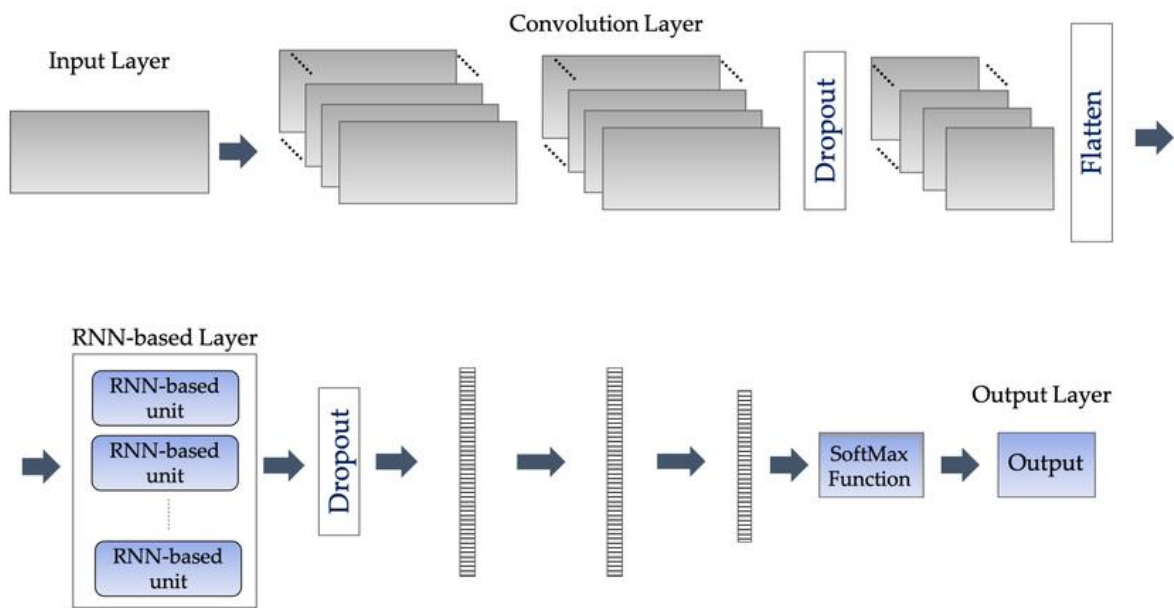 Convolution Layer
Input Layer
Dropout
Flatten
RNN-based Layer
RNN-based
unit
RNN-based
unit
RNN-based
unit
Dropout
SoftMax
Function
Output Layer
Output